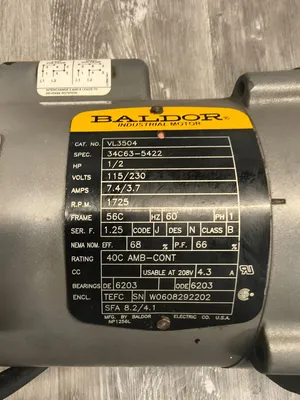 BALDOR
INDUSTRIAL MOTOR
CAT. NO. VL3504
SPEC. 34C63-5422
HP 1/2
VOLTS 115/230
AMPS 7.4/3.7
R.P.M. 1725
FRAME 56C HZ 60 PH 1
SER. F. 1.25 CODE J DES N CLASS B
NEMA NOM. EFF. 68 % P.F. 66 %
RATING 40C AMB-CONT
CC USABLE AT 208V 4.3 A
BEARINGS DE 6203 ODE 6203
ENCL. TEFC SN W0608292202
SFA 8.2/4.1
MFG. BY BALDOR ELECTRIC CO. U.S.A.
NP1256L